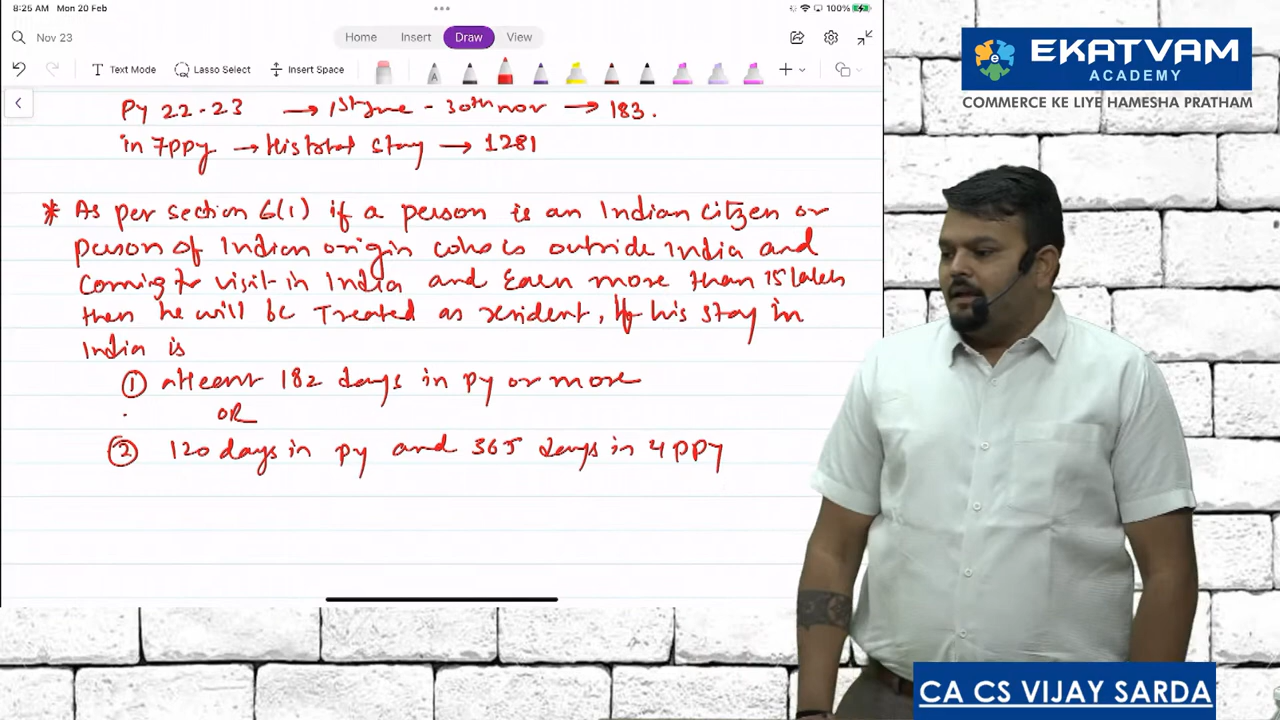 8:25 AM Mon 20 Feb
100%
Nov 23
Home Insert Draw View
Text Mode Lasso Select Insert Space
EKATVAM
ACADEMY
COMMERCE KE LIYE HAMESHA PRATHAM
PY 22-23 → 1st June - 30th nov → 183.
in 7PPY → His total stay → 1281
* As per section 6(1) if a person is an Indian citizen or
person of Indian origin who is outside India and
coming to visit in India and Earn more than 15 lakh
then he will be Treated as resident, If his stay in
India is
① atleast 182 days in py or more
OR
② 120 days in py and 365 days in 4 PPY
CA CS VIJAY SARDA